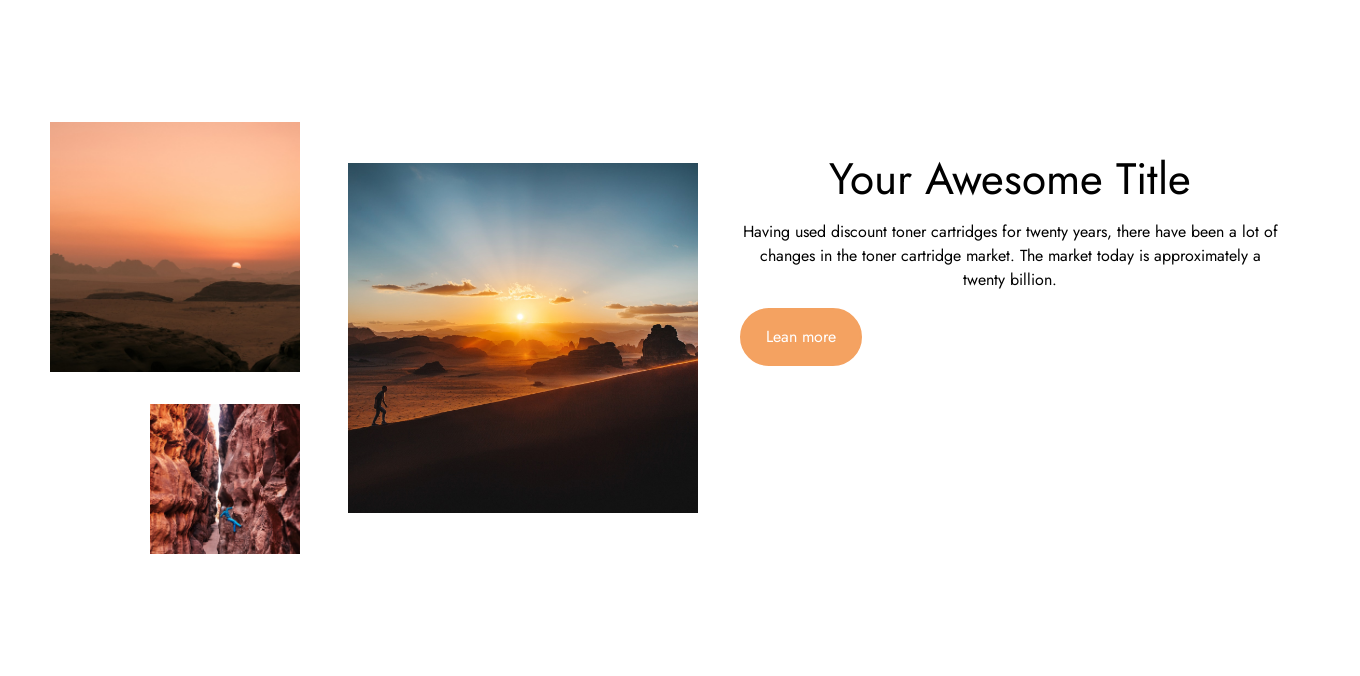 Your Awesome Title
Having used discount toner cartridges for twenty years, there have been a lot of
changes in the toner cartridge market. The market today is approximately a
twenty billion.
Lean more